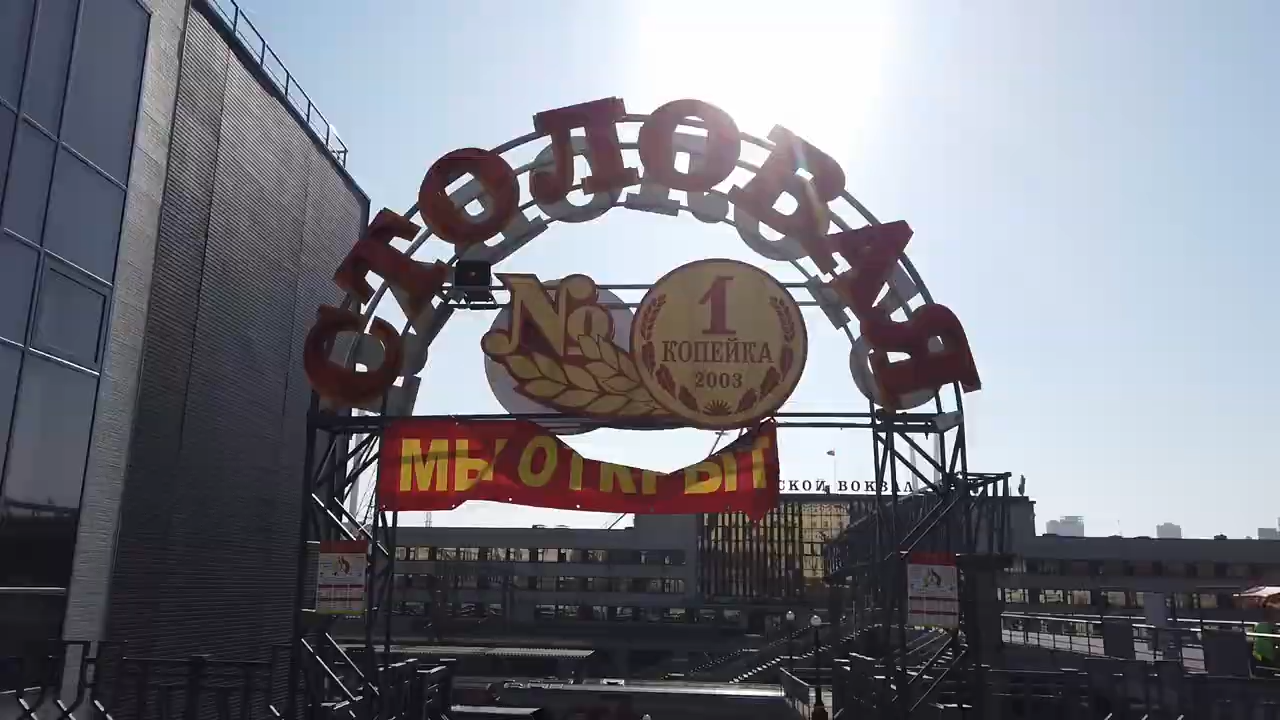 СТОЛОВАЯ
№
1
КОПЕЙКА
2003
МЫ ОТКРЫТ
СКОЙ ВОКЗАЛ